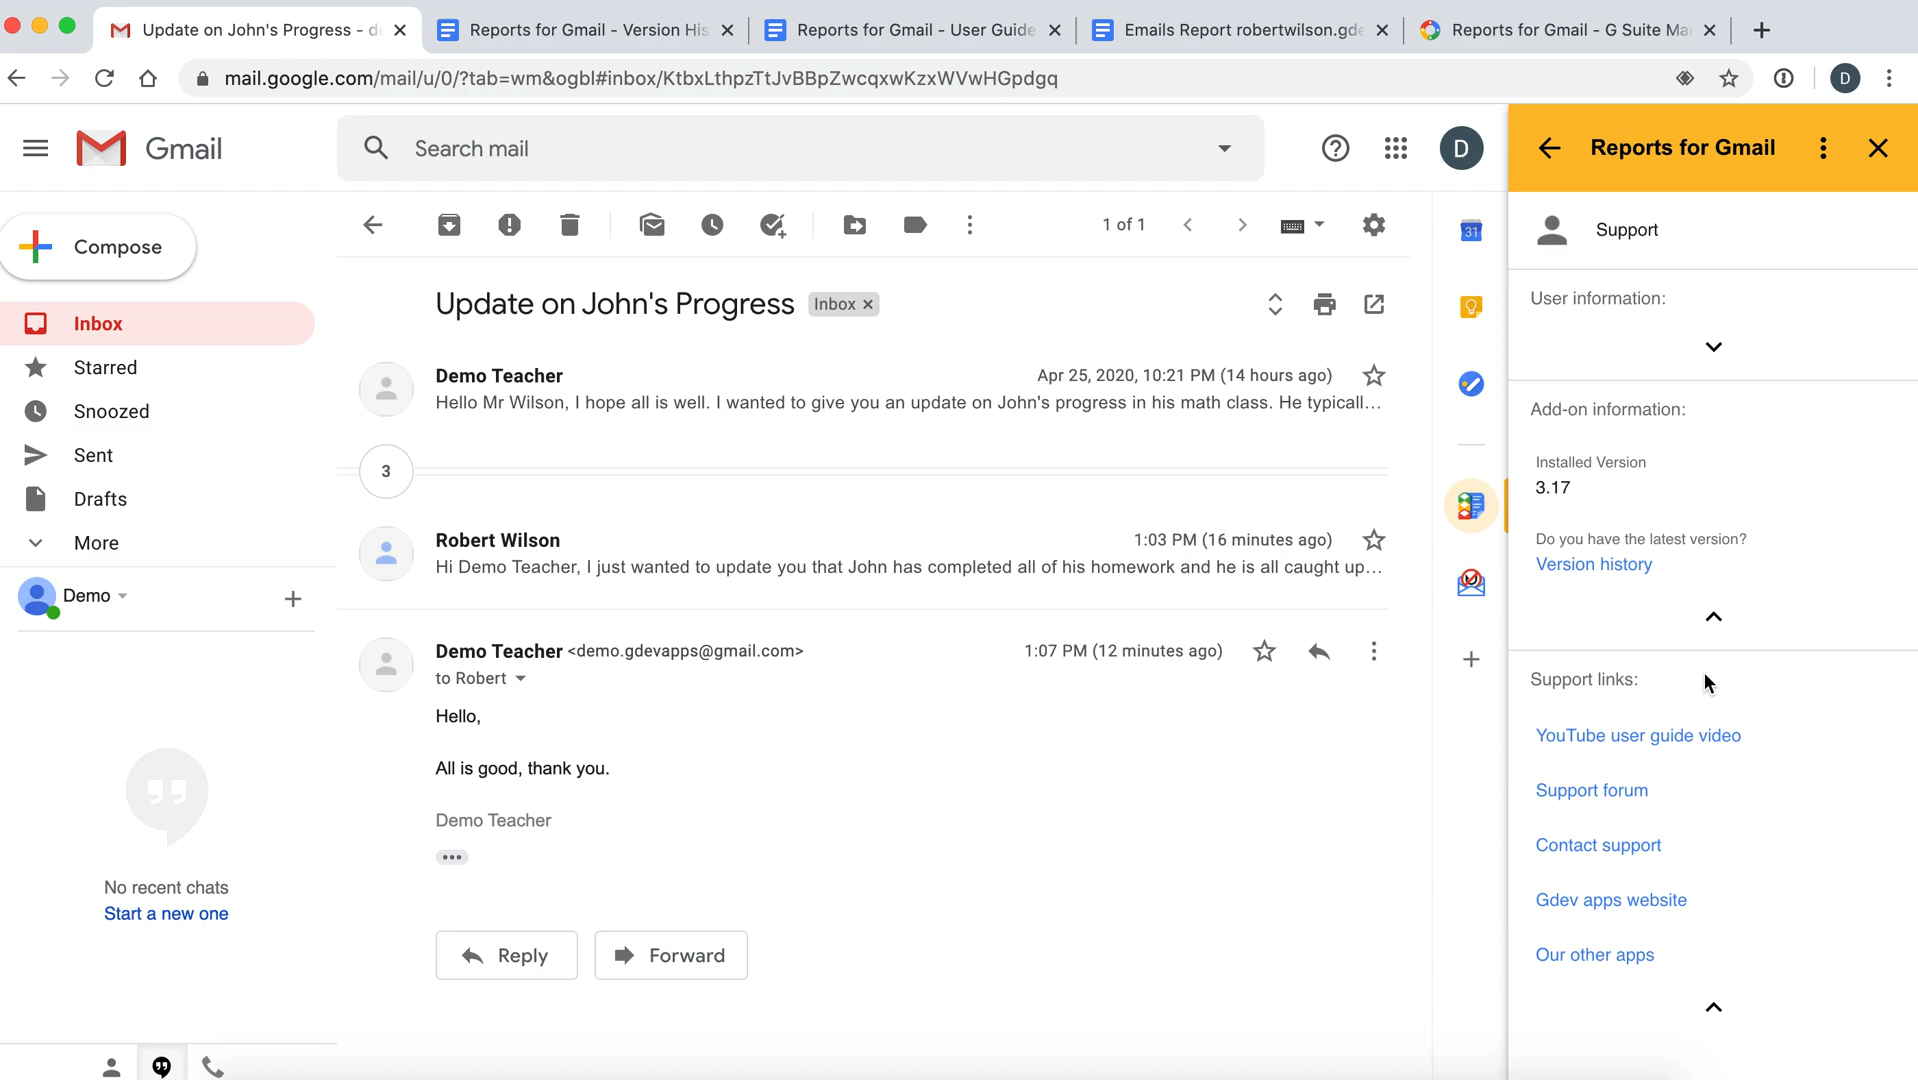 Update on John's Progress - d
Reports for Gmail - Version His
Reports for Gmail - User Guide
Emails Report robertwilson.gde
Reports for Gmail - G Suite Ma
mail.google.com/mail/u/0/?tab=wm&ogbl#inbox/KtbxLthpzTtJvBBpZwcqxwKzxWVwHGpdgq
D
Gmail
Search mail
D
Reports for Gmail
Compose
1 of 1
31
Support
Inbox
Starred
Snoozed
Sent
Drafts
More
Demo
No recent chats
Start a new one
Update on John's Progress Inbox
Demo Teacher Apr 25, 2020, 10:21 PM (14 hours ago)
Hello Mr Wilson, I hope all is well. I wanted to give you an update on John's progress in his math class. He typicall...
3
Robert Wilson 1:03 PM (16 minutes ago)
Hi Demo Teacher, I just wanted to update you that John has completed all of his homework and he is all caught up...
Demo Teacher <demo.gdevapps@gmail.com> 1:07 PM (12 minutes ago)
to Robert
Hello,
All is good, thank you.
Demo Teacher
Reply
Forward
User information:
Add-on information:
Installed Version
3.17
Do you have the latest version?
Version history
Support links:
YouTube user guide video
Support forum
Contact support
Gdev apps website
Our other apps